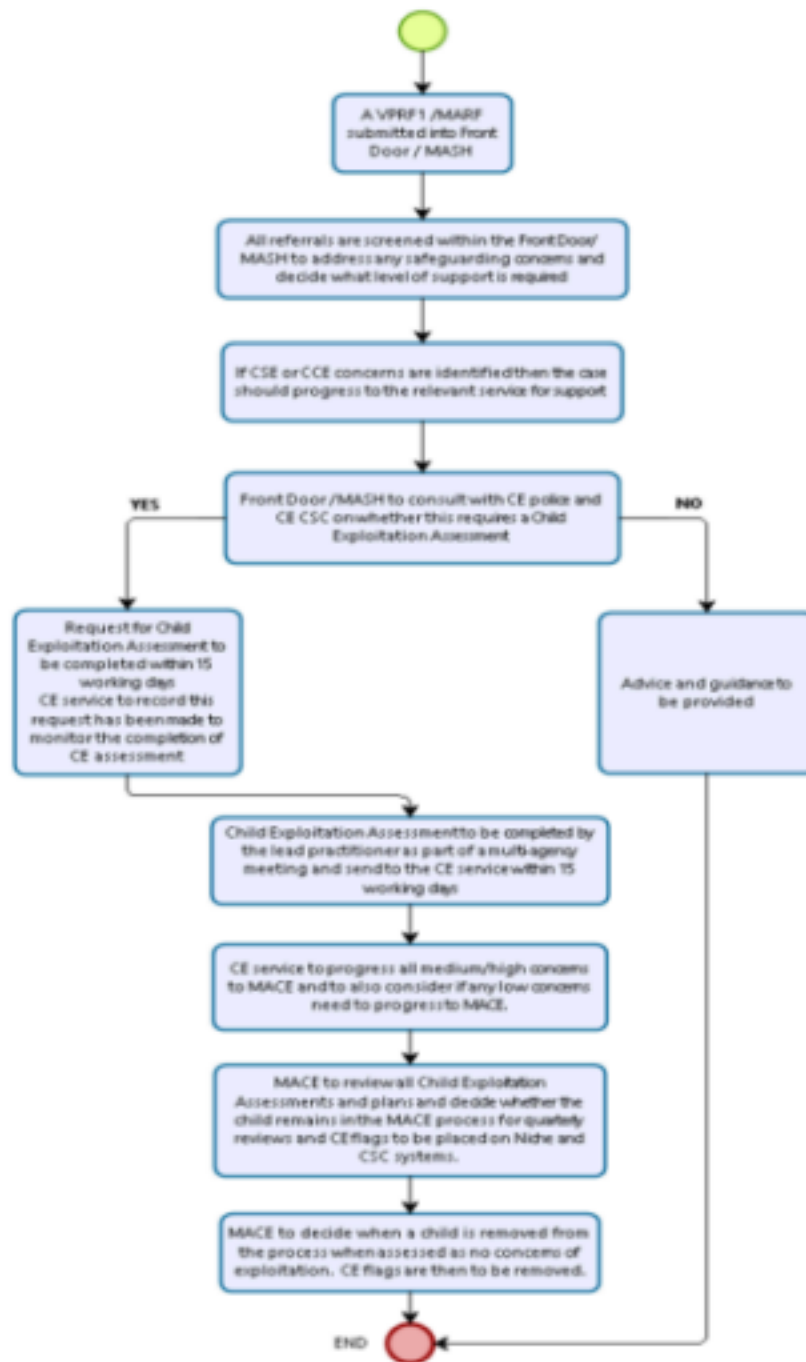 A VPRF1 /MARF
submitted into Front
Door / MASH
All referrals are screened within the Front Door/
MASH to address any safeguarding concerns and
decide what level of support is required
If CSE or CCE concerns are identified then the case
should progress to the relevant service for support
YES
Front Door /MASH to consult with CE police and
CE CSC on whether this requires a Child
Exploitation Assessment
NO
Request for Child
Exploitation Assessment to
be completed within 15
working days
CE service to record this
request has been made to
monitor the completion of
CE assessment
Advice and guidance to
be provided
Child Exploitation Assessment to be completed by
the lead practitioner as part of a multi-agency
meeting and send to the CE service within 15
working days
CE service to progress all medium/high concerns
to MACE and to also consider if any low concerns
need to progress to MACE.
MACE to review all Child Exploitation
Assessments and plans and decide whether the
child remains in the MACE process for quarterly
reviews and CE flags to be placed on Niche and
CSC systems.
MACE to decide when a child is removed from
the process when assessed as no concerns of
exploitation. CE flags are then to be removed.
END